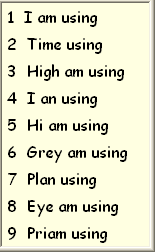 1 I am using
2 Time using
3 High am using
4 I an using
5 Hi am using
6 Grey am using
7 Plan using
8 Eye am using
9 Priam using